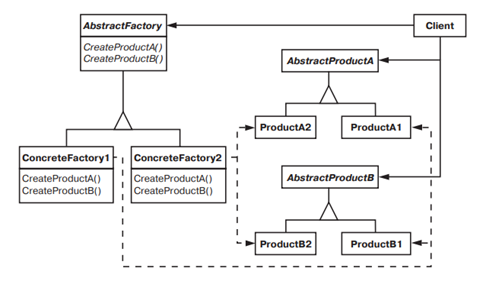 AbstractFactory
Client
CreateProductA()
CreateProductB()
AbstractProductA
ProductA2
ProductA1
ConcreteFactory1
ConcreteFactory2
CreateProductA()
CreateProductB()
CreateProductA()
CreateProductB()
AbstractProductB
ProductB2
ProductB1